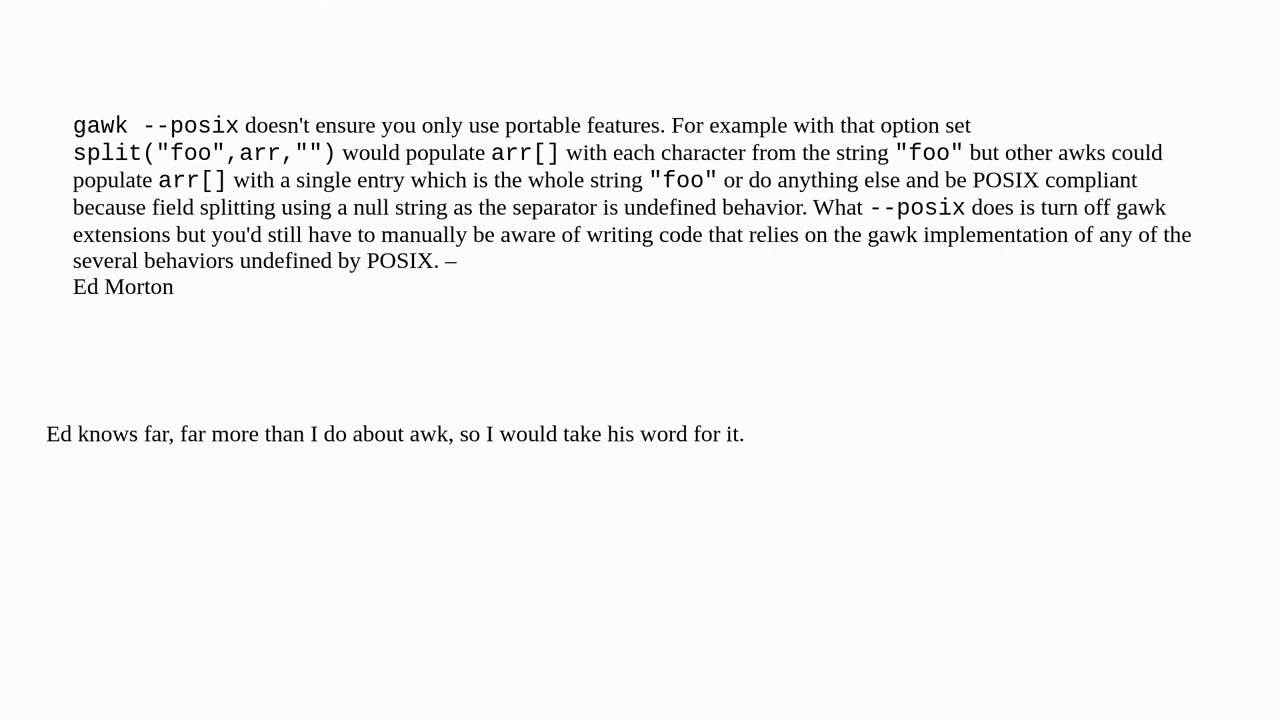 gawk --posix doesn't ensure you only use portable features. For example with that option set
split("foo",arr,"") would populate arr[] with each character from the string "foo" but other awks could
populate arr[] with a single entry which is the whole string "foo" or do anything else and be POSIX compliant
because field splitting using a null string as the separator is undefined behavior. What --posix does is turn off gawk
extensions but you'd still have to manually be aware of writing code that relies on the gawk implementation of any of the
several behaviors undefined by POSIX. –
Ed Morton
Ed knows far, far more than I do about awk, so I would take his word for it.